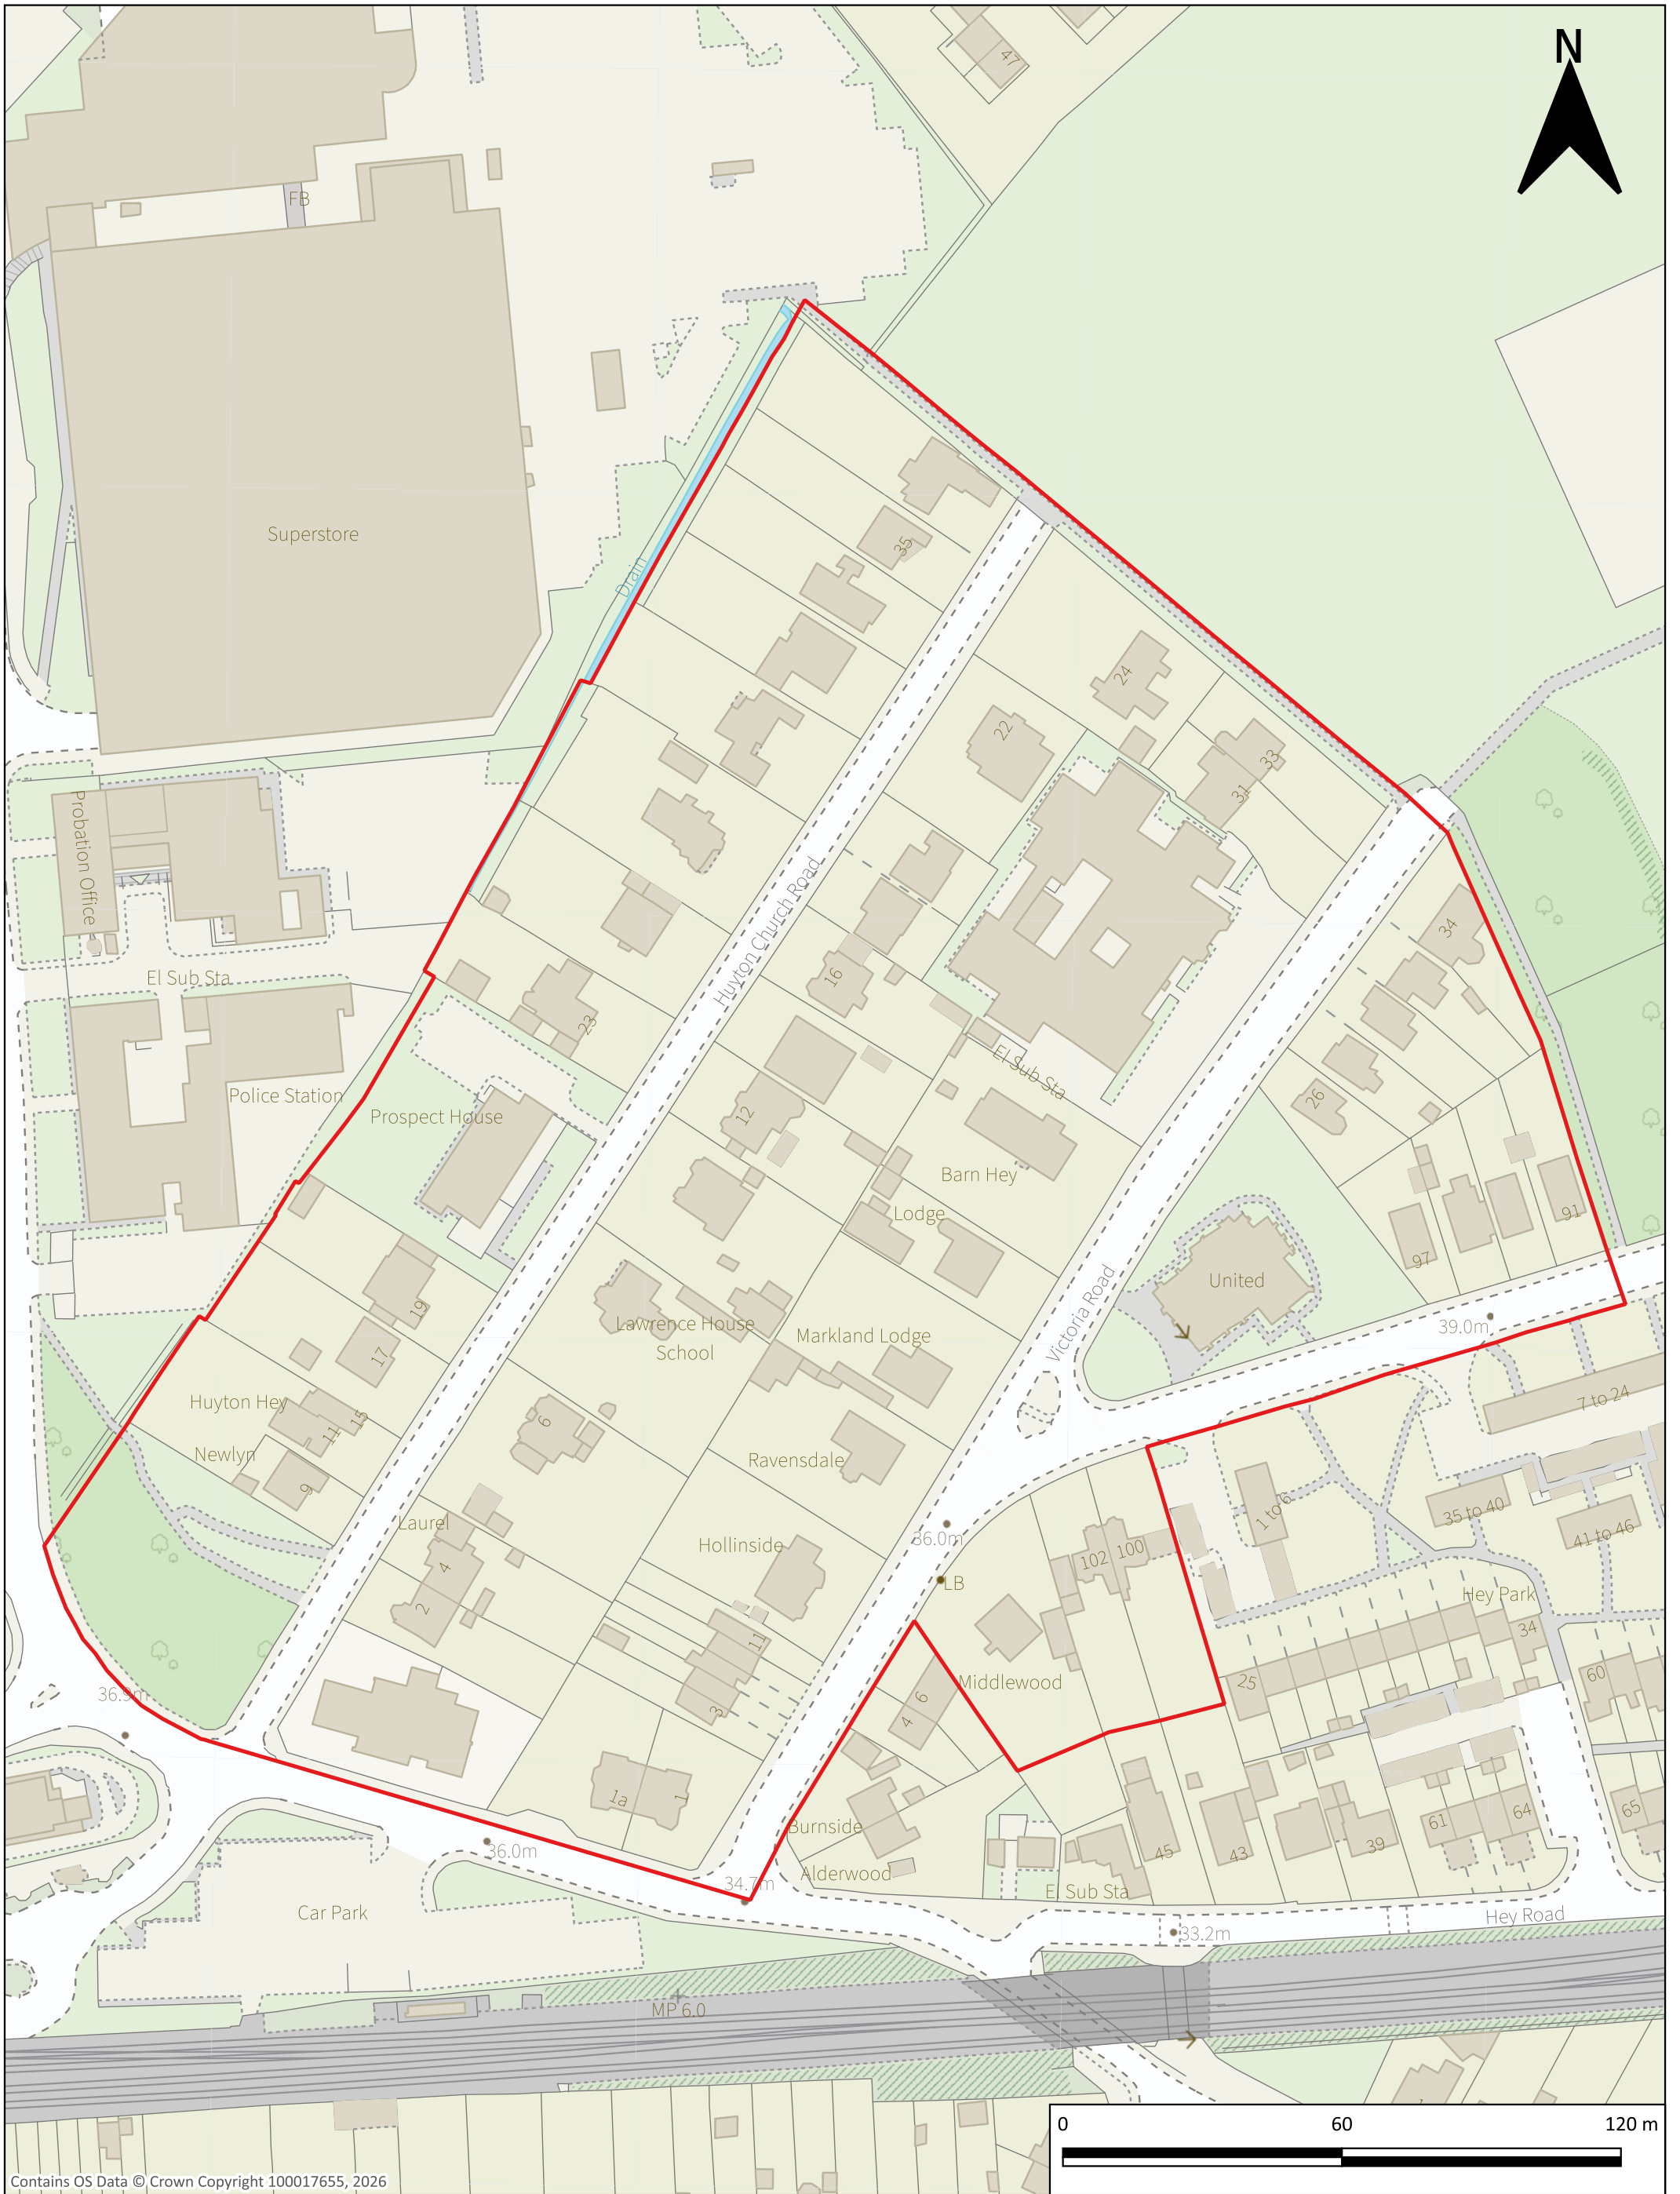 N
47
FB
Superstore
35
Drain
24
22
33
31
Probation Office
Huyton Church Road
34
El Sub Sta
16
23
El Sub Sta
Police Station
Prospect House
12
26
Barn Hey
Lodge
91
97
United
19
Lawrence House
School
Markland Lodge
Victoria Road
39.0m
17
Huyton Hey
15
11
Newlyn
9
6
7 to 24
Ravensdale
1 to 6
35 to 40
41 to 46
Laurel
4
2
Hollinside
36.0m
102
100
LB
Hey Park
34
11
3
Middlewood
25
60
6
4
36.9m
1a
1
Burnside
36.0m
Alderwood
45
43
39
61
64
65
34.7m
El Sub Sta
Car Park
Hey Road
33.2m
MP 6.0
0
60
120 m
Contains OS Data © Crown Copyright 100017655, 2026